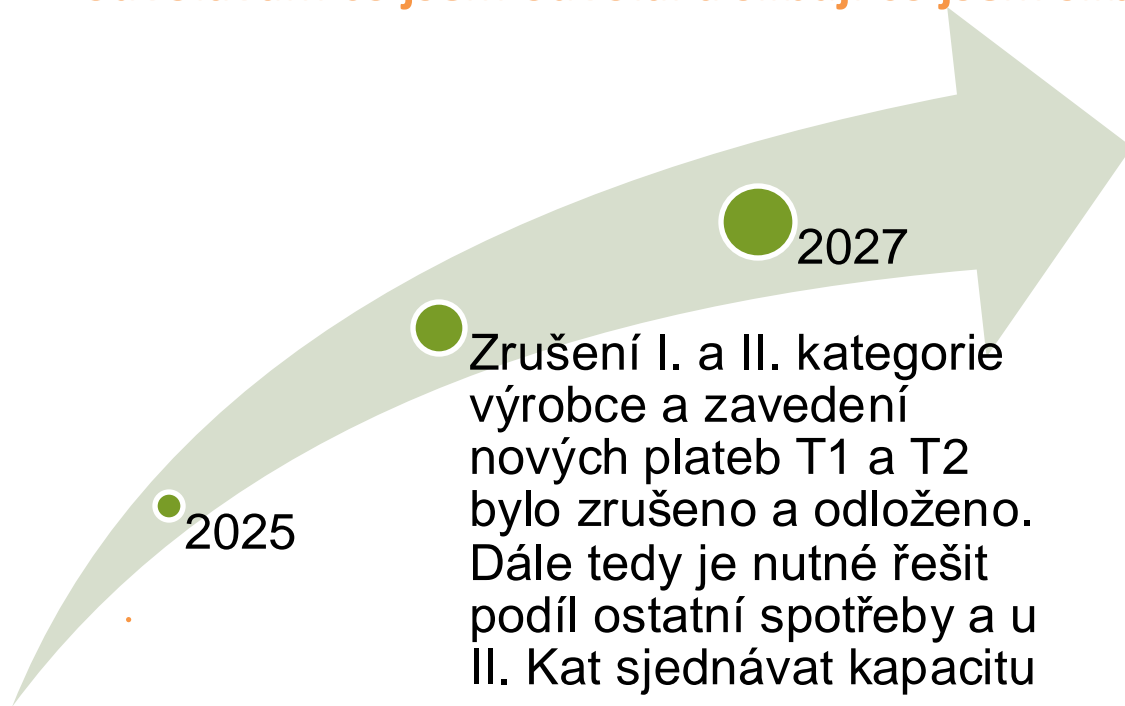 2027
2025
Zrušení I. a II. kategorie
výrobce a zavedení
nových plateb T1 a T2
bylo zrušeno a odloženo.
Dále tedy je nutné řešit
podíl ostatní spotřeby a u
II. Kat sjednávat kapacitu